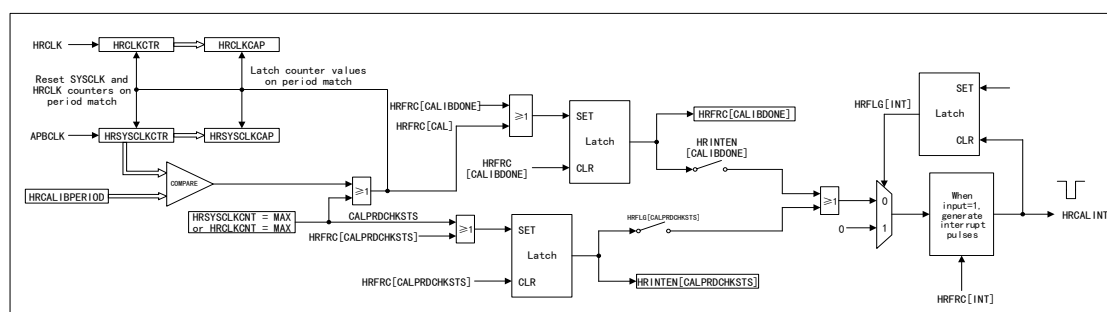 HRCLK
HRCLKCTR
HRCLKCAP
Reset SYSCLK and
HRCLK counters on
period match
Latch counter values
on period match
APBCLK
HRSYSCLKCTR
HRSYSCLKCAP
HRCALIBPERIOD
COMPARE
≥1
HRSYSCLKCNT = MAX
or HRCLKCNT = MAX
CALPRDCHKSTS
HRFRC[CALPRDCHKSTS]
≥1
HRFRC[CALIBDONE]
HRFRC[CAL]
≥1
HRFRC
[CALIBDONE]
SET
Latch
CLR
HRFRC[CALIBDONE]
HRINTEN
[CALIBDONE]
HRFRC[CALPRDCHKSTS]
SET
Latch
CLR
HRFLG[CALPRDCHKSTS]
HRINTEN[CALPRDCHKSTS]
≥1
0
0
1
HRFLG[INT]
SET
Latch
CLR
When
input=1,
generate
interrupt
pulses
HRFRC[INT]
HRCALINT